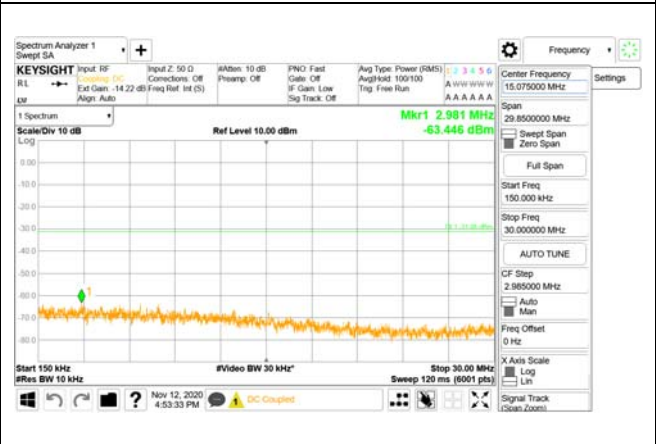 Spectrum Analyzer 1
Swept SA
Frequency
KEYSIGHT
RL
Input: RF
Coupling: DC
Ext Gain: -14.22 dB
Align: Auto
Input Z: 50 Ω
Corrections: Off
Freq Ref: Int (S)
#Atten: 10 dB
Preamp: Off
PNO: Fast
Gate: Off
IF Gain: Low
Sig Track: Off
Avg Type: Power (RMS)
Avg|Hold: 100/100
Trig: Free Run
1 2 3 4 5 6
A W W W W W
A A A A A A
1 Spectrum
Scale/Div 10 dB
Log
Ref Level 10.00 dBm
Mkr1 2.981 MHz
-63.446 dBm
0.00
-10.0
-20.0
-30.0
-40.0
-50.0
-60.0
-70.0
-80.0
1
Start 150 kHz
#Res BW 10 kHz
#Video BW 30 kHz*
Stop 30.00 MHz
Sweep 120 ms (6001 pts)
Nov 12, 2020
4:53:33 PM
DC Coupled
Center Frequency
15.075000 MHz
Settings
Span
29.8500000 MHz
Swept Span
Zero Span
Full Span
Start Freq
150.000 kHz
Stop Freq
30.000000 MHz
AUTO TUNE
CF Step
2.985000 MHz
Auto
Man
Freq Offset
0 Hz
X Axis Scale
Log
Lin
Signal Track
(Span Zoom)